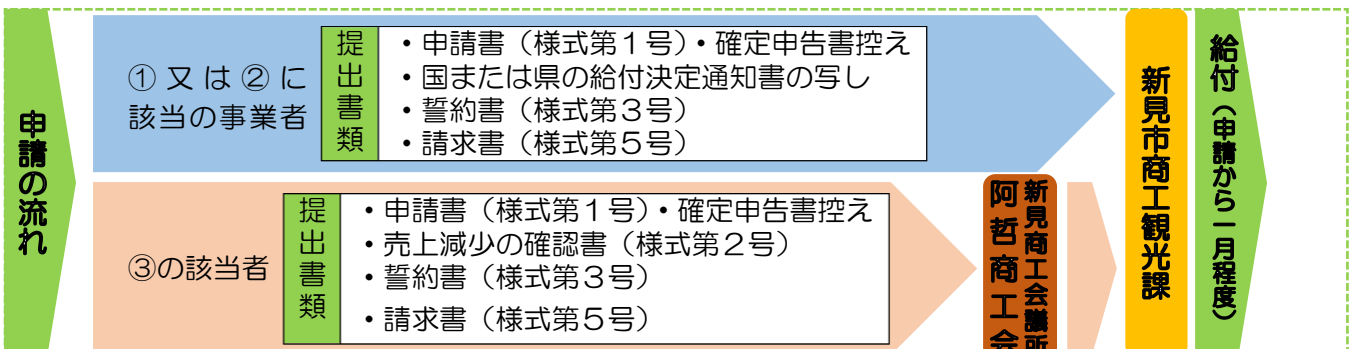 申請の流れ
①又は②に
該当の事業者
提出書類
・申請書（様式第１号）・確定申告書控え
・国または県の給付決定通知書の写し
・誓約書（様式第３号）
・請求書（様式第５号）
③の該当者
提出書類
・申請書（様式第１号）・確定申告書控え
・売上減少の確認書（様式第２号）
・誓約書（様式第３号）
・請求書（様式第５号）
新見商工会議所
阿哲商工会
新見市商工観光課
給付（申請から一月程度）